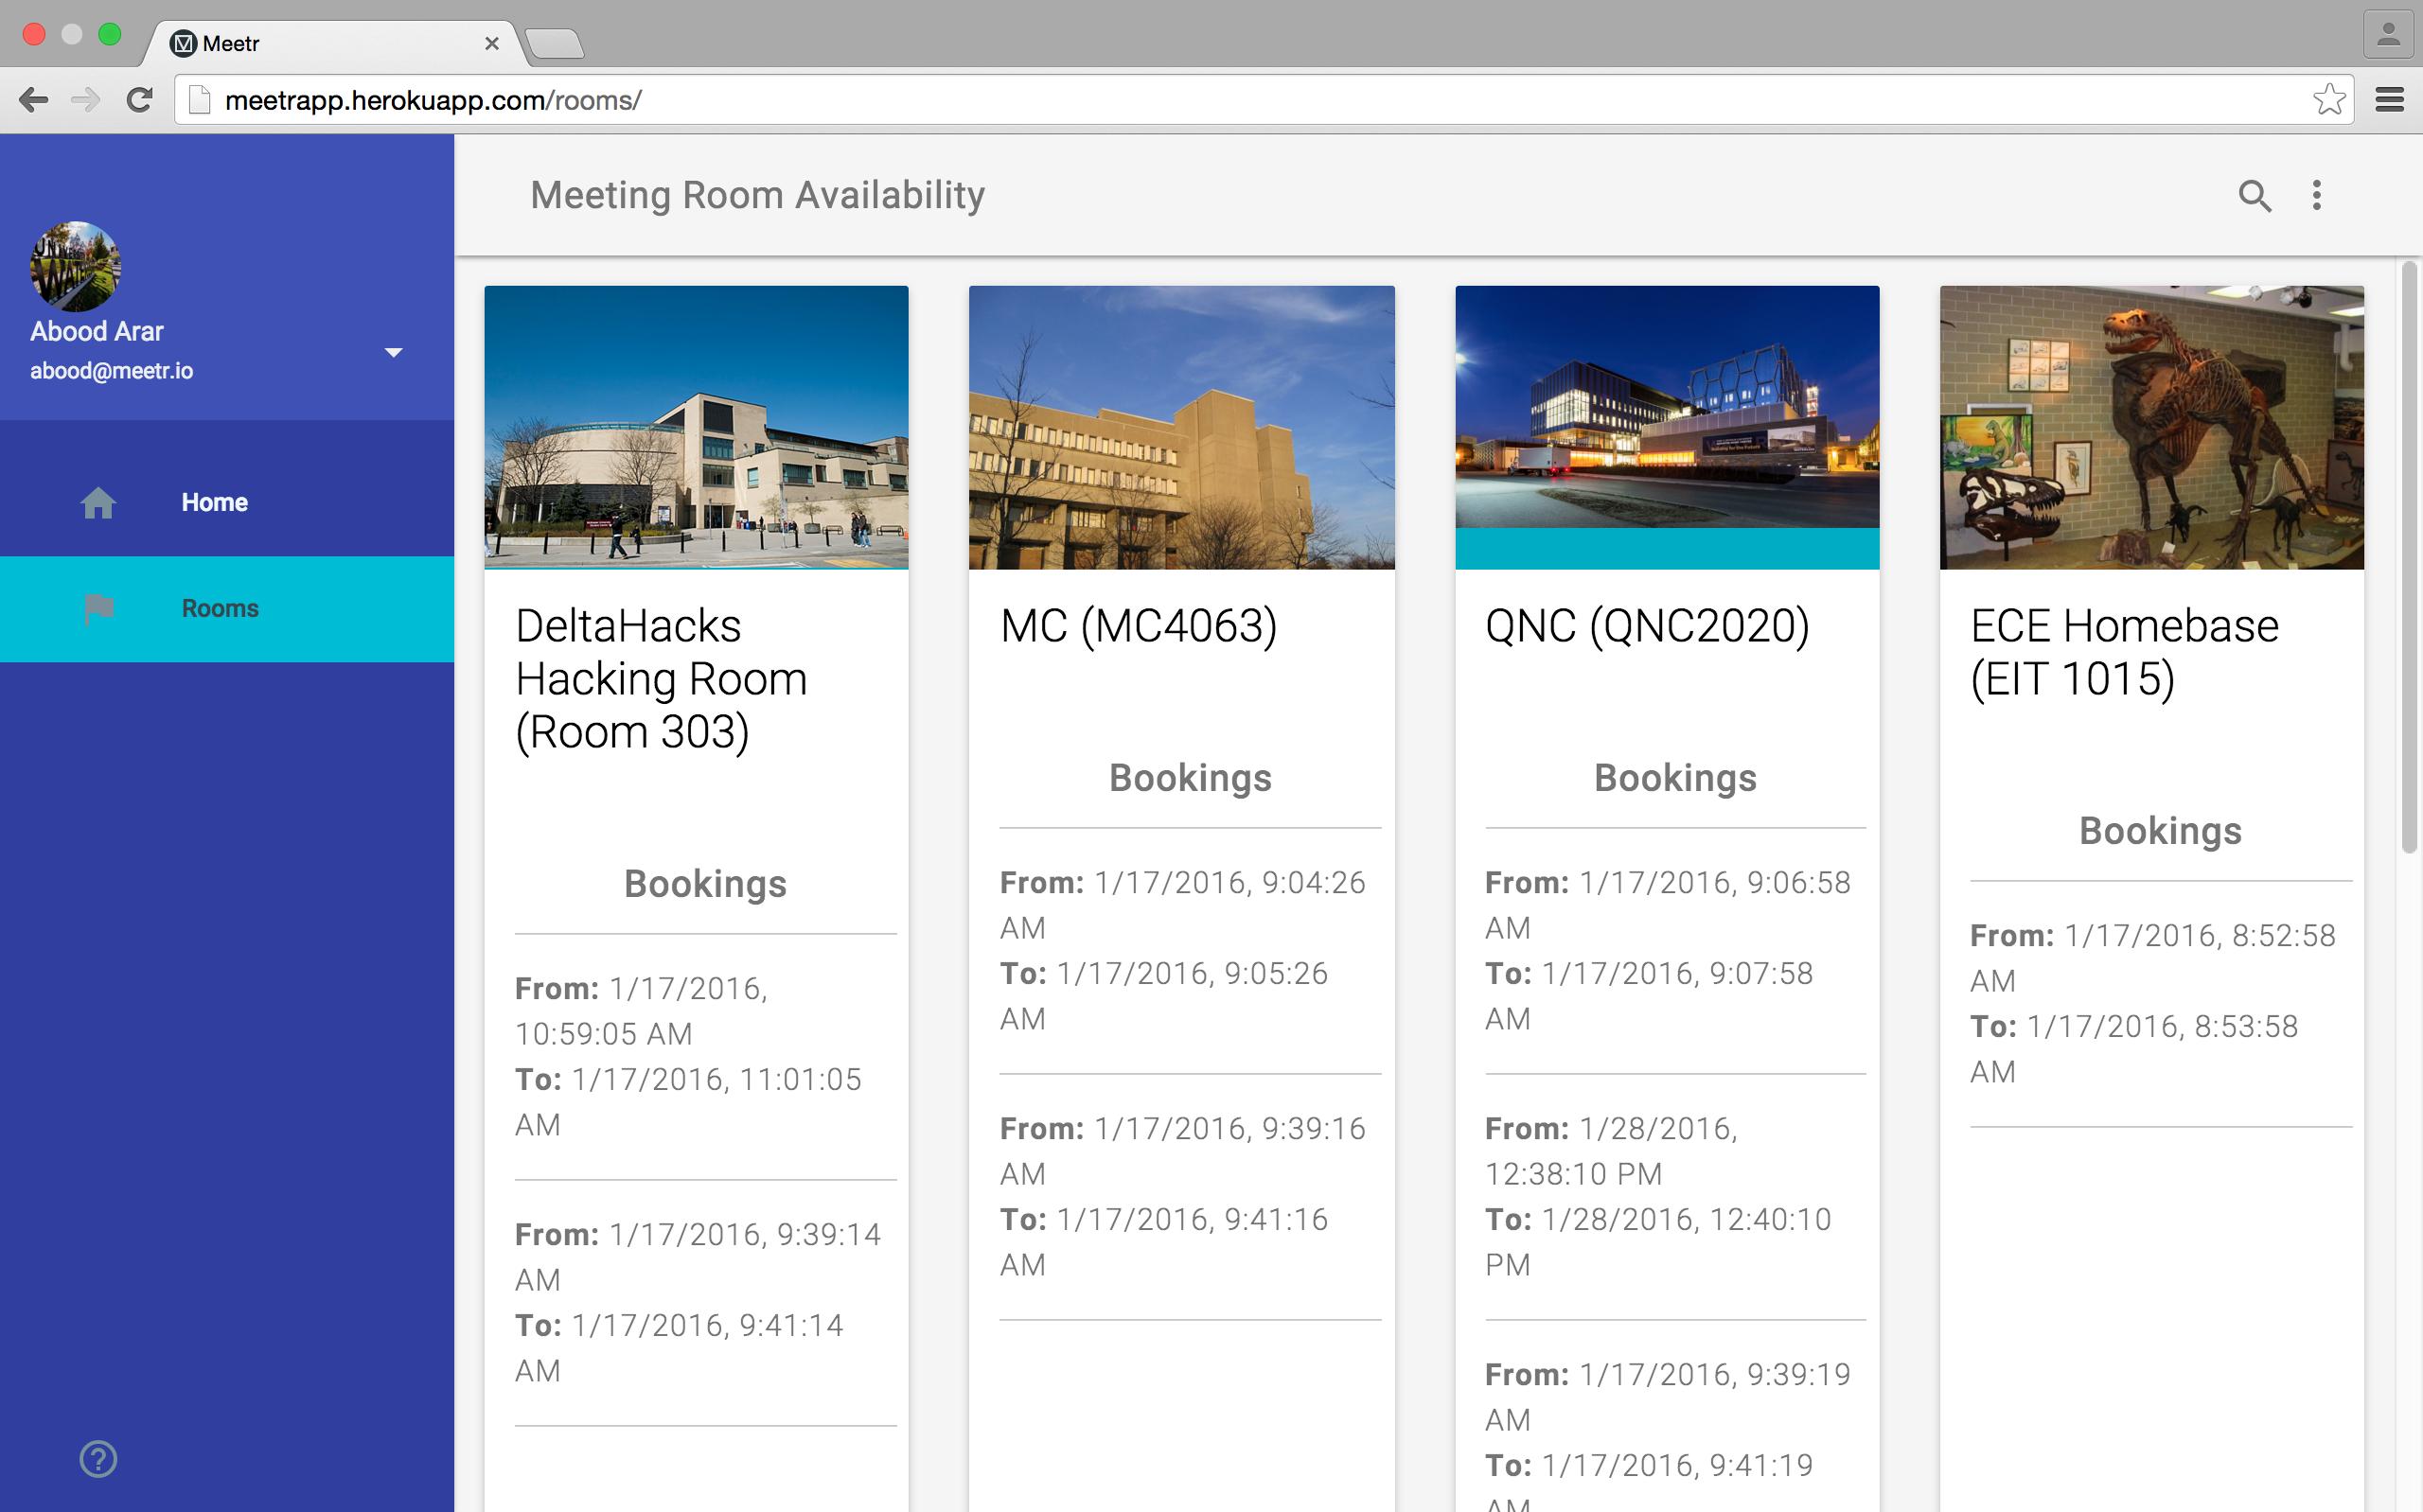 Meetr
meetrapp.herokuapp.com/rooms/
Abood Arar
abood@meetr.io
Home
Rooms
Meeting Room Availability
DeltaHacks
Hacking Room
(Room 303)
Bookings
From: 1/17/2016,
10:59:05 AM
To: 1/17/2016, 11:01:05
AM
From: 1/17/2016, 9:39:14
AM
To: 1/17/2016, 9:41:14
AM
MC (MC4063)
Bookings
From: 1/17/2016, 9:04:26
AM
To: 1/17/2016, 9:05:26
AM
From: 1/17/2016, 9:39:16
AM
To: 1/17/2016, 9:41:16
AM
QNC (QNC2020)
Bookings
From: 1/17/2016, 9:06:58
AM
To: 1/17/2016, 9:07:58
AM
From: 1/28/2016,
12:38:10 PM
To: 1/28/2016, 12:40:10
PM
From: 1/17/2016, 9:39:19
AM
To: 1/17/2016, 9:41:19
AM
ECE Homebase
(EIT 1015)
Bookings
From: 1/17/2016, 8:52:58
AM
To: 1/17/2016, 8:53:58
AM